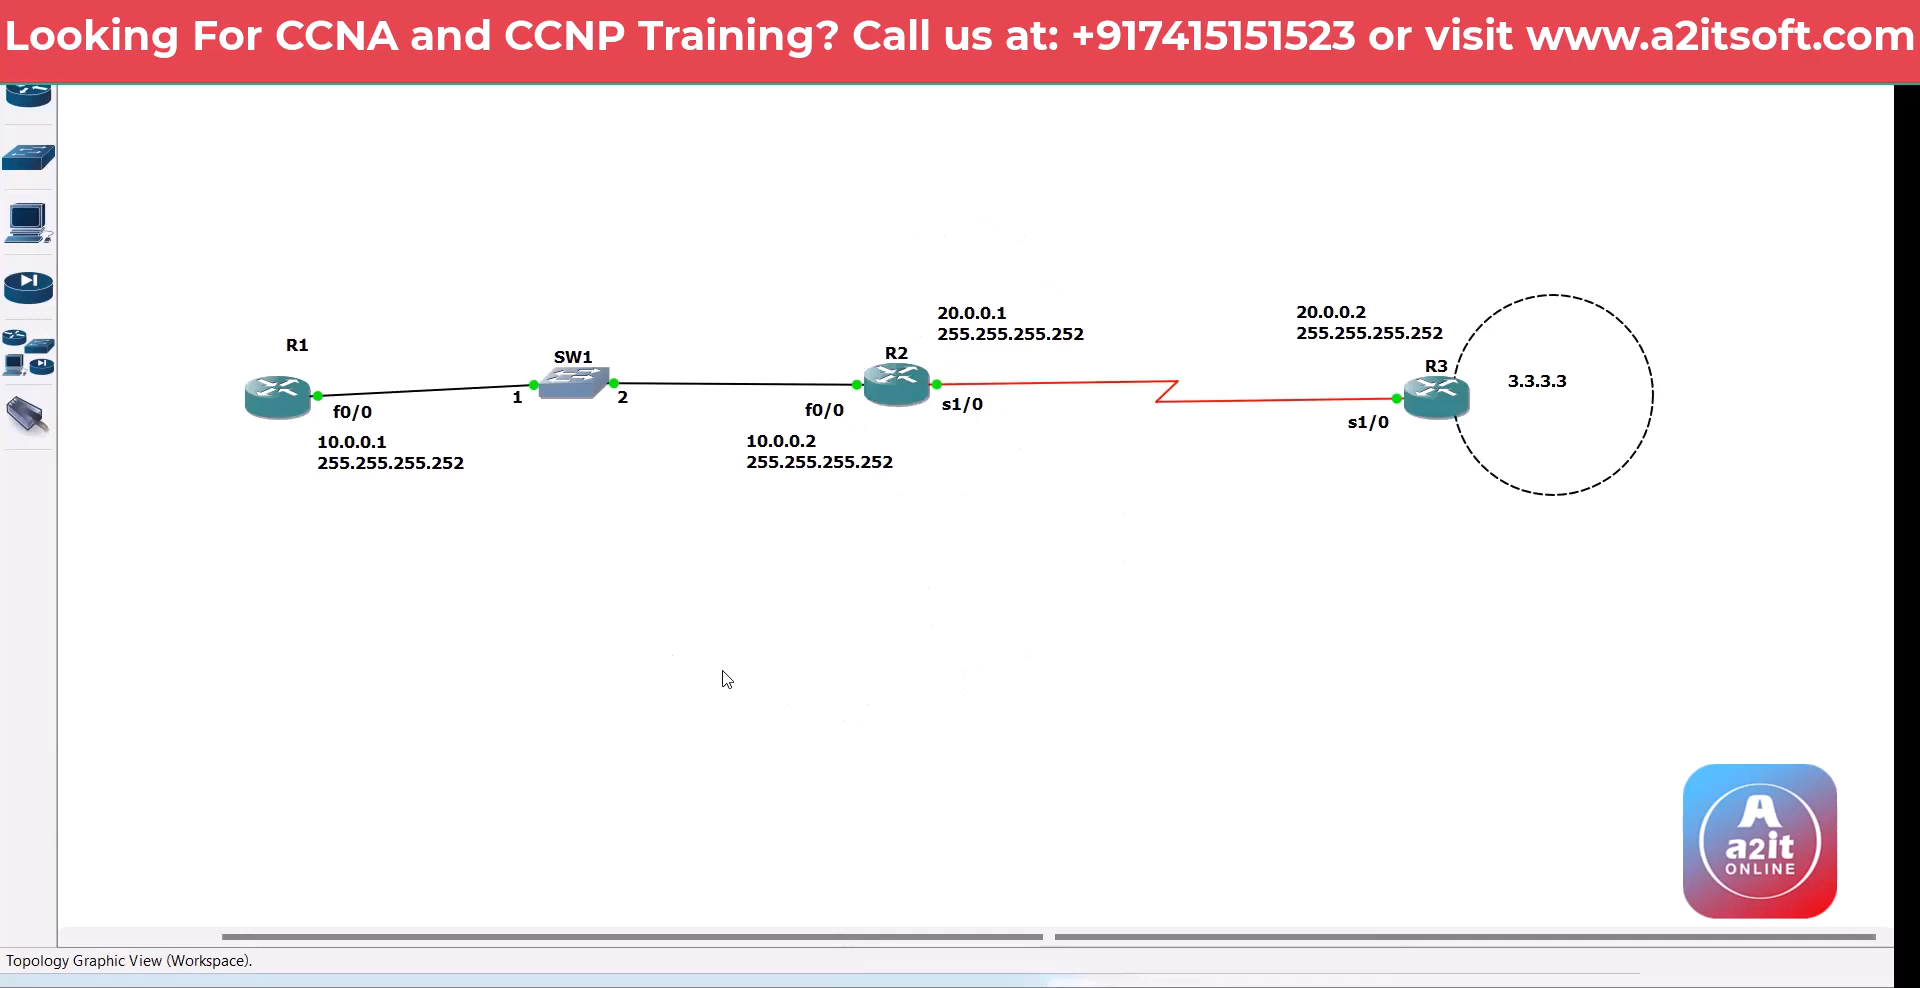 Looking For CCNA and CCNP Training? Call us at: +917415151523 or visit www.a2itsoft.com
R1
f0/0
10.0.0.1
255.255.255.252
SW1
1
2
10.0.0.2
255.255.255.252
f0/0
R2
20.0.0.1
255.255.255.252
s1/0
20.0.0.2
255.255.255.252
R3
s1/0
3.3.3.3
A
a2it
ONLINE
Topology Graphic View (Workspace).